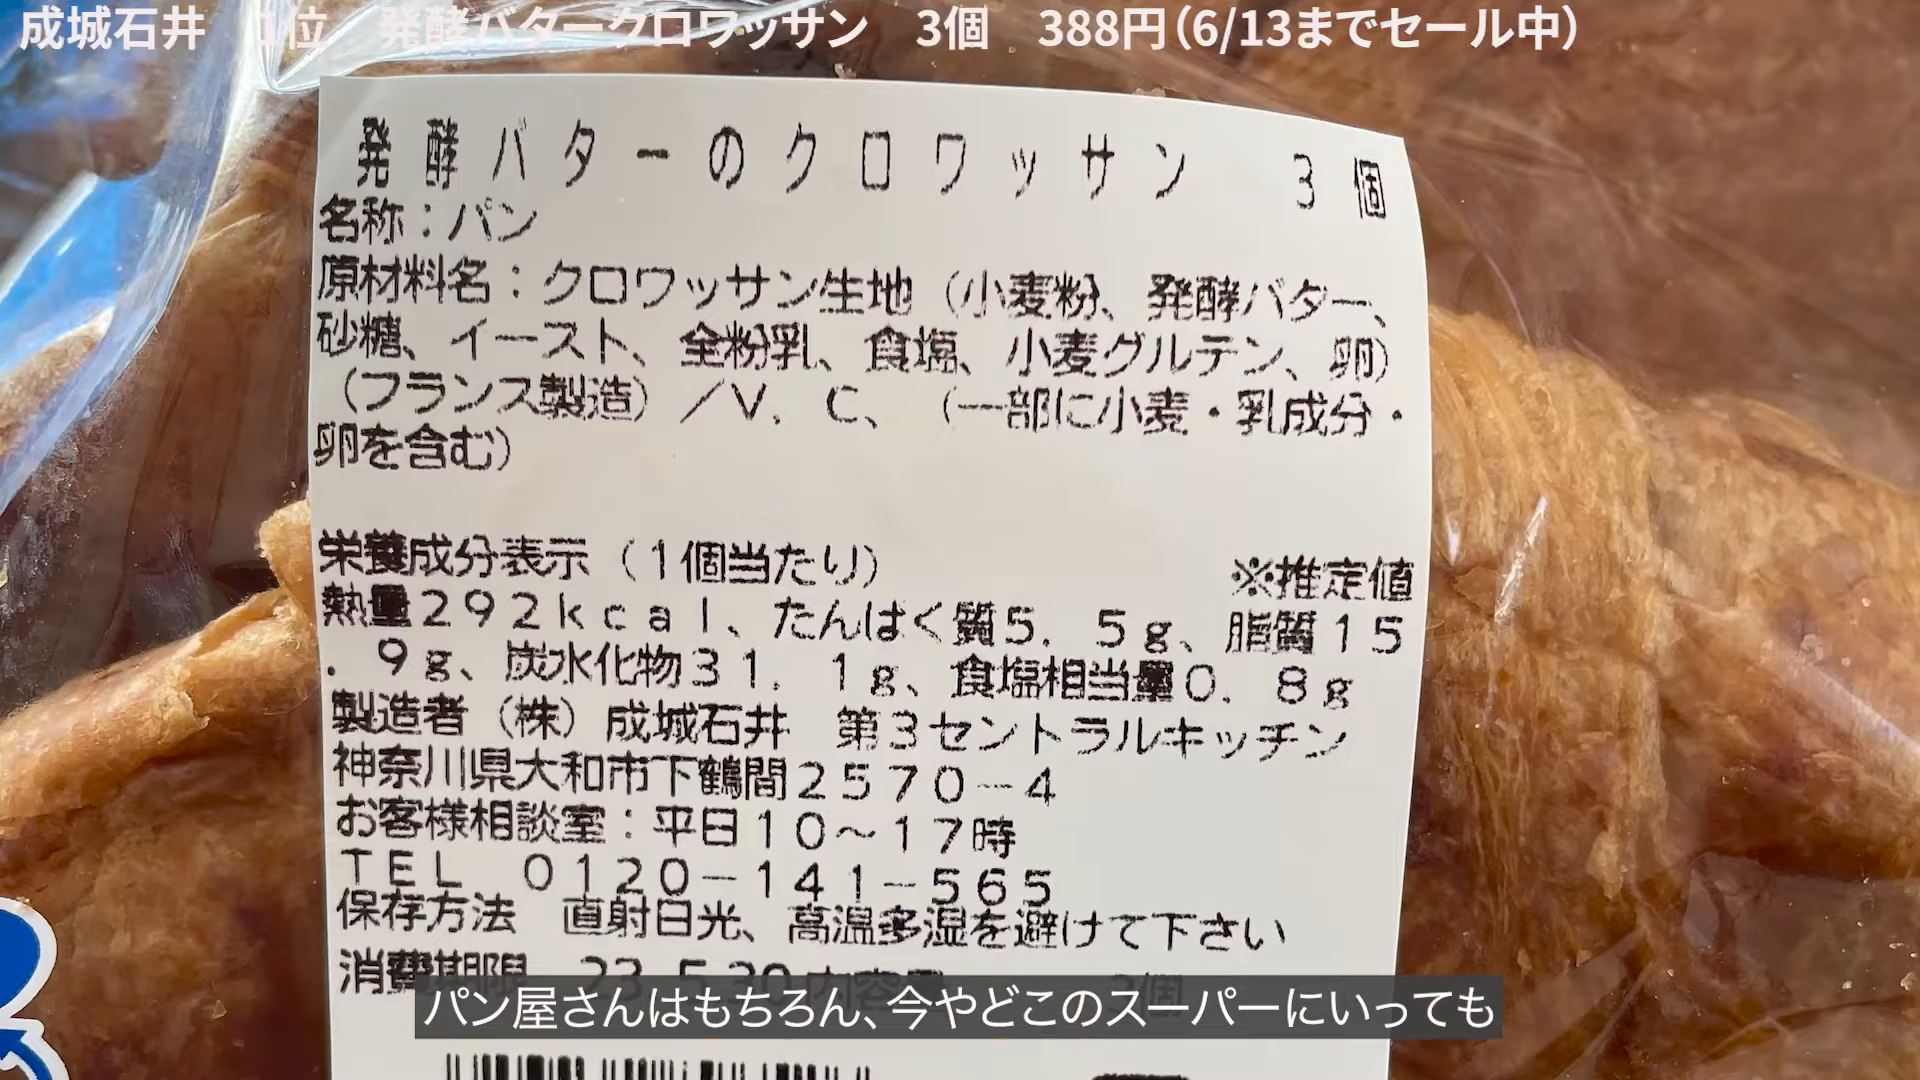 成城石井　1位　発酵バタークロワッサン　3個　388円（6/13までセール中）
発酵バターのクロワッサン　3個
名称：パン
原材料名：クロワッサン生地（小麦粉、発酵バター、
砂糖、イースト、全粉乳、食塩、小麦グルテン、卵）
（フランス製造）／V．C、（一部に小麦・乳成分・
卵を含む）
栄養成分表示（1個当たり）　※推定値
熱量292kcal、たんぱく質5．5g、脂質15
．9g、炭水化物31．1g、食塩相当量0．8g
製造者（株）成城石井　第3セントラルキッチン
神奈川県大和市下鶴間2570－4
お客様相談室：平日10～17時
TEL　0120－141－565
保存方法　直射日光、高温多湿を避けて下さい
消費期限　23.5.30 内容量　3個
パン屋さんはもちろん、今やどこのスーパーにいっても